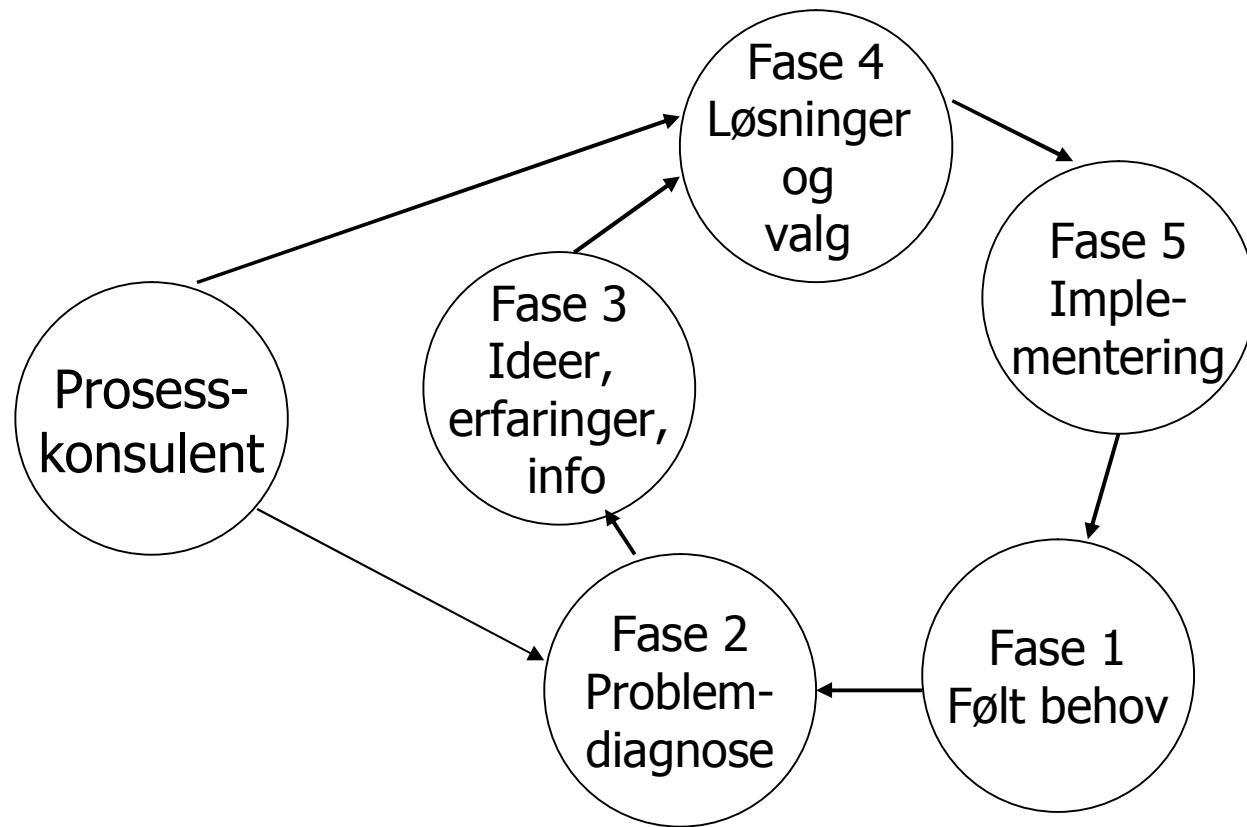 Fase 4
Løsninger
og
valg
Fase 5
Imple-
mentering
Fase 3
Ideer,
erfaringer,
info
Prosess-
konsulent
Fase 2
Problem-
diagnose
Fase 1
Følt behov